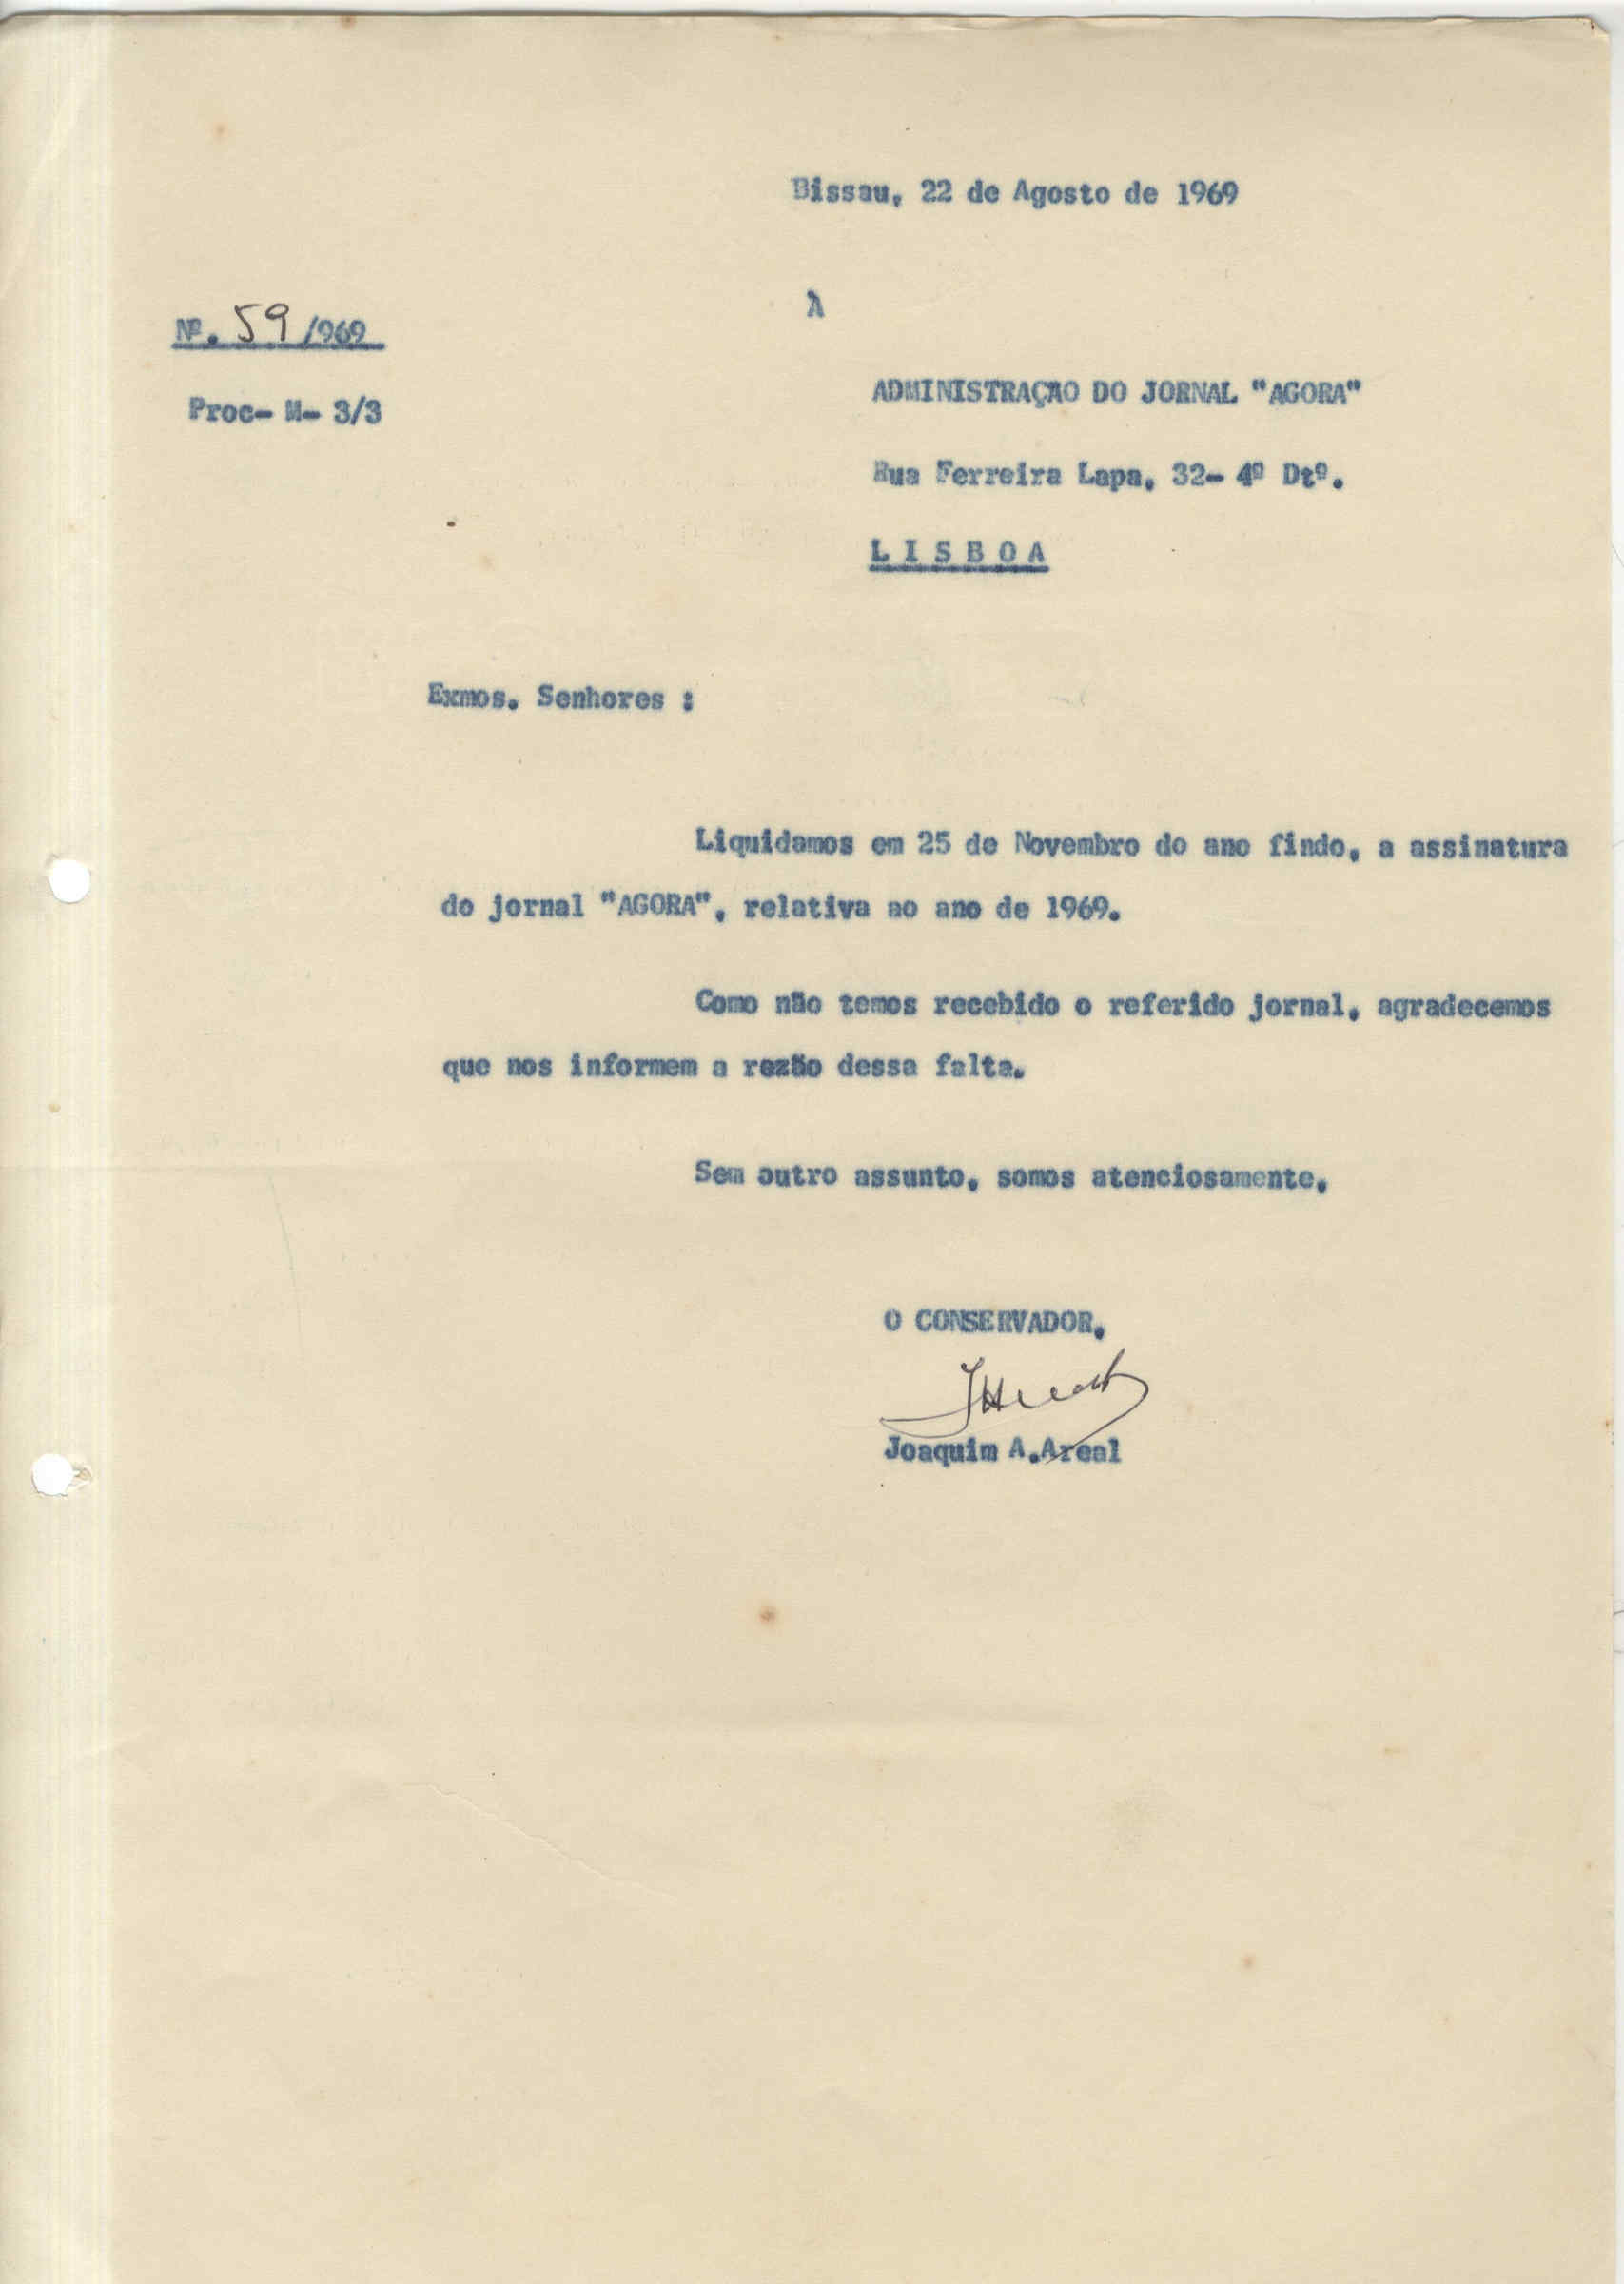 Bissau, 22 de Agosto de 1969
À
Nº. 59/969
ADMINISTRAÇÃO DO JORNAL "AGORA"
Proc- M- 3/3
Rua Ferreira Lapa, 32- 4º Dtº.
L I S B O A
Exmos. Senhores :
Liquidamos em 25 de Novembro do ano findo, a assinatura
do jornal "AGORA", relativa ao ano de 1969.
Como não temos recebido o referido jornal, agradecemos
que nos informem a razão dessa falta.
Sem outro assunto, somos atenciosamente,
O CONSERVADOR,
Joaquim A.Areal